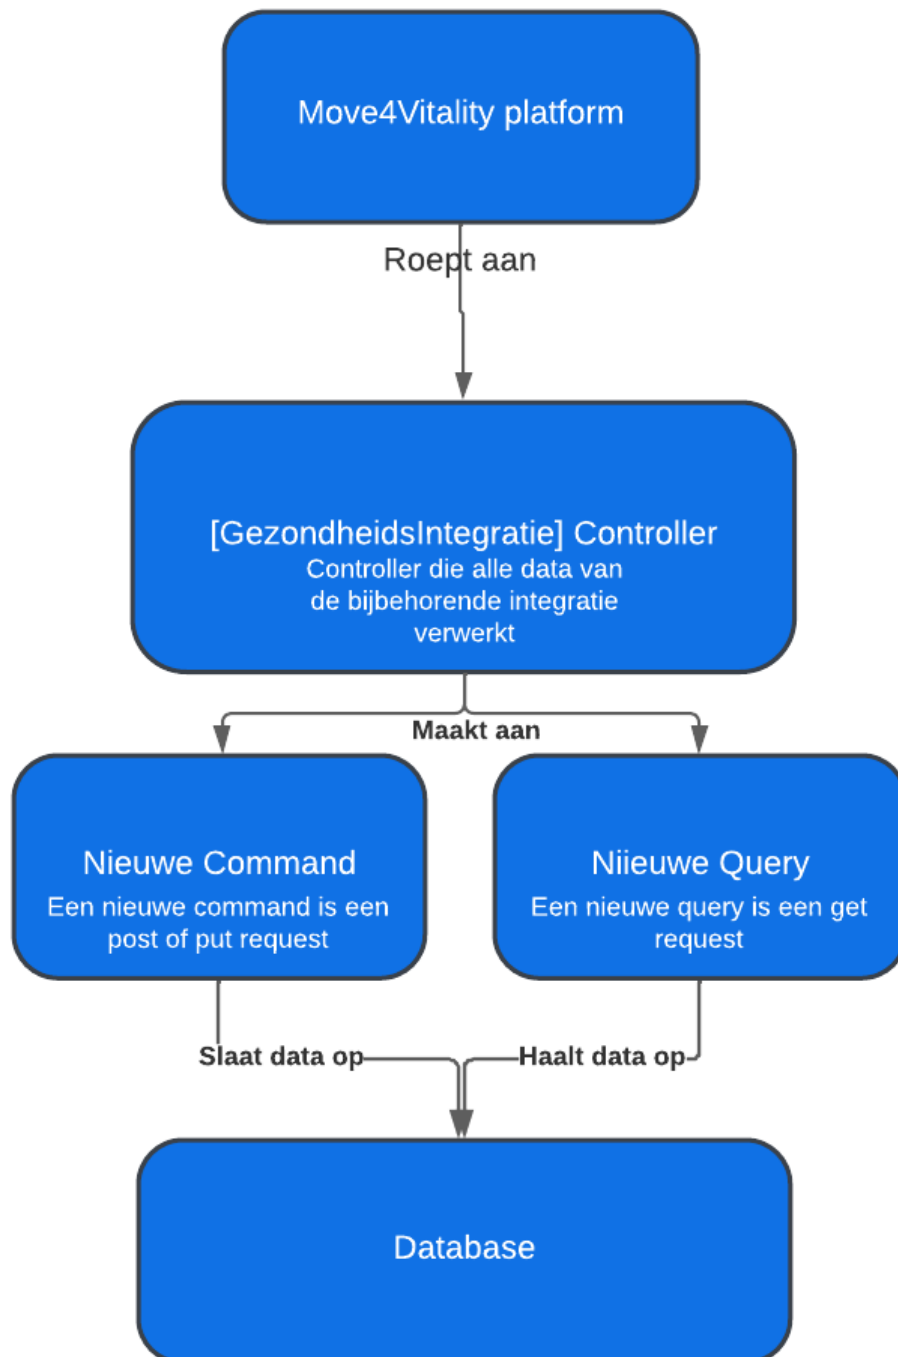 Move4Vitality platform
Roept aan
[GezondheidsIntegratie] Controller
Controller die alle data van
de bijbehorende integratie
verwerkt
Maakt aan
Nieuwe Command
Een nieuwe command is een
post of put request
Niieuwe Query
Een nieuwe query is een get
request
Slaat data op
Haalt data op
Database